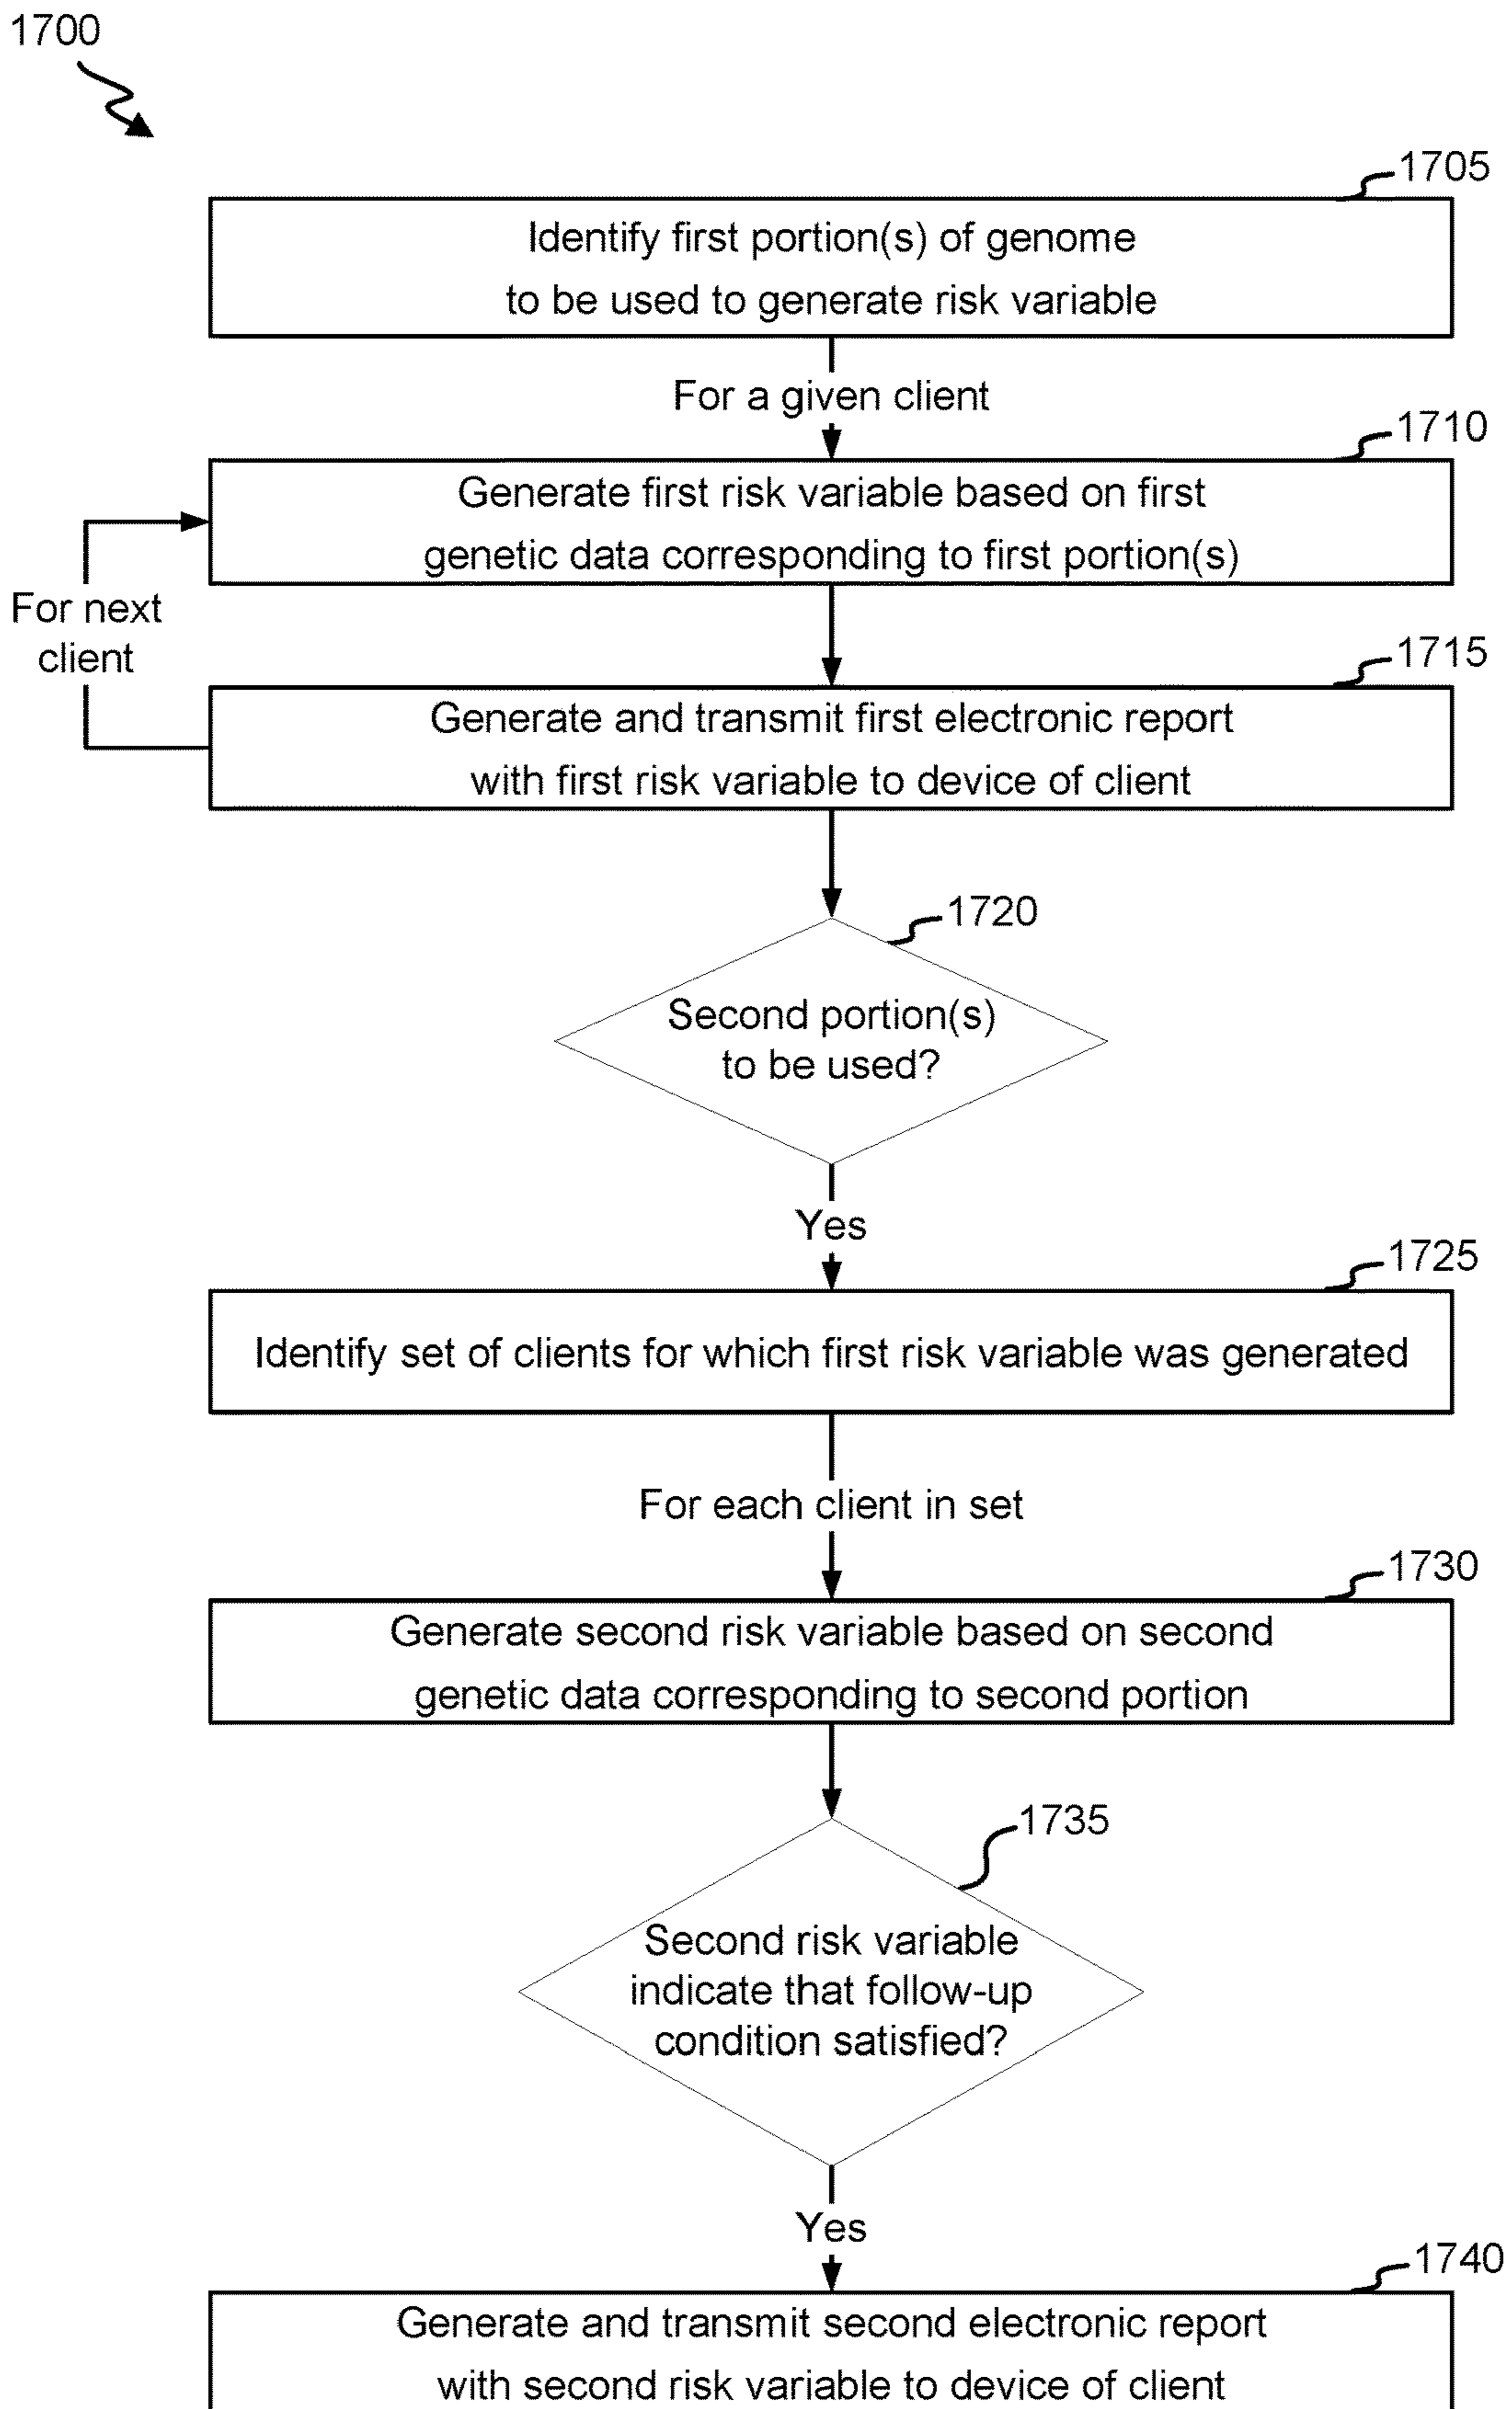 1700
1705
Identify first portion(s) of genome
to be used to generate risk variable
For a given client
1710
Generate first risk variable based on first
genetic data corresponding to first portion(s)
For next
client
1715
Generate and transmit first electronic report
with first risk variable to device of client
1720
Second portion(s)
to be used?
Yes
1725
Identify set of clients for which first risk variable was generated
For each client in set
1730
Generate second risk variable based on second
genetic data corresponding to second portion
1735
Second risk variable
indicate that follow-up
condition satisfied?
Yes
1740
Generate and transmit second electronic report
with second risk variable to device of client